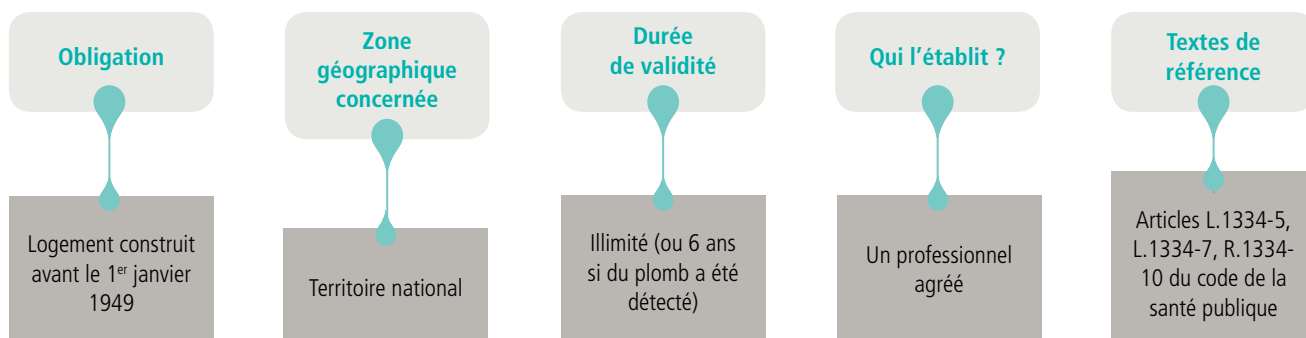 Obligation
Logement construit
avant le 1er janvier
1949
Zone
géographique
concernée
Territoire national
Durée
de validité
Illimité (ou 6 ans
si du plomb a été
détecté)
Qui l'établit ?
Un professionnel
agréé
Textes de
référence
Articles L.1334-5,
L.1334-7, R.1334-
10 du code de la
santé publique